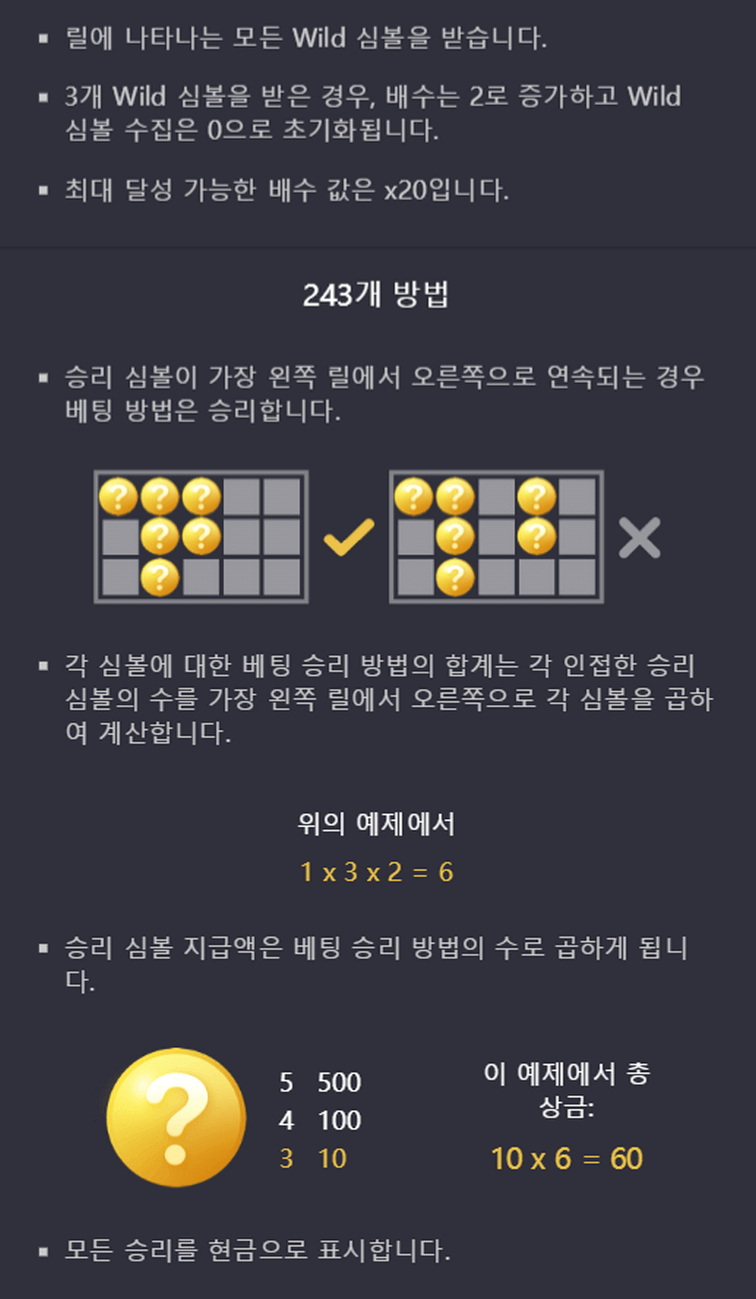 ▪ 릴에 나타나는 모든 Wild 심볼을 받습니다.
▪ 3개 Wild 심볼을 받은 경우, 배수는 2로 증가하고 Wild
심볼 수집은 0으로 초기화됩니다.
▪ 최대 달성 가능한 배수 값은 x20입니다.
243개 방법
▪ 승리 심볼이 가장 왼쪽 릴에서 오른쪽으로 연속되는 경우
베팅 방법은 승리합니다.
? ? ? ? ? ?
? ? ? ?
? ?
▪ 각 심볼에 대한 베팅 승리 방법의 합계는 각 인접한 승리
심볼의 수를 가장 왼쪽 릴에서 오른쪽으로 각 심볼을 곱하
여 계산합니다.
위의 예제에서
1 x 3 x 2 = 6
▪ 승리 심볼 지급액은 베팅 승리 방법의 수로 곱하게 됩니
다.
?
5 500
4 100
3 10
이 예제에서 총
상금:
10 x 6 = 60
▪ 모든 승리를 현금으로 표시합니다.